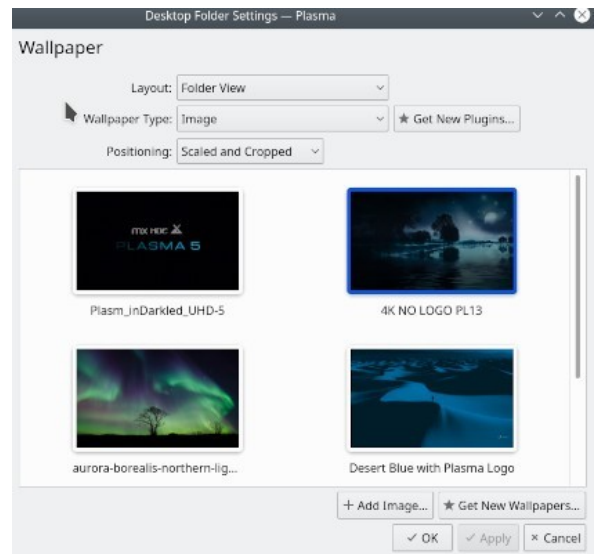 Desktop Folder Settings — Plasma
Wallpaper
Layout: Folder View
Wallpaper Type: Image ★ Get New Plugins...
Positioning: Scaled and Cropped
PLASMA 5
Plasm_inDarkled_UHD-5 4K NO LOGO PL13
aurora-borealis-northern-lig... Desert Blue with Plasma Logo
+ Add Image... ★ Get New Wallpapers...
✓ OK ✓ Apply × Cancel